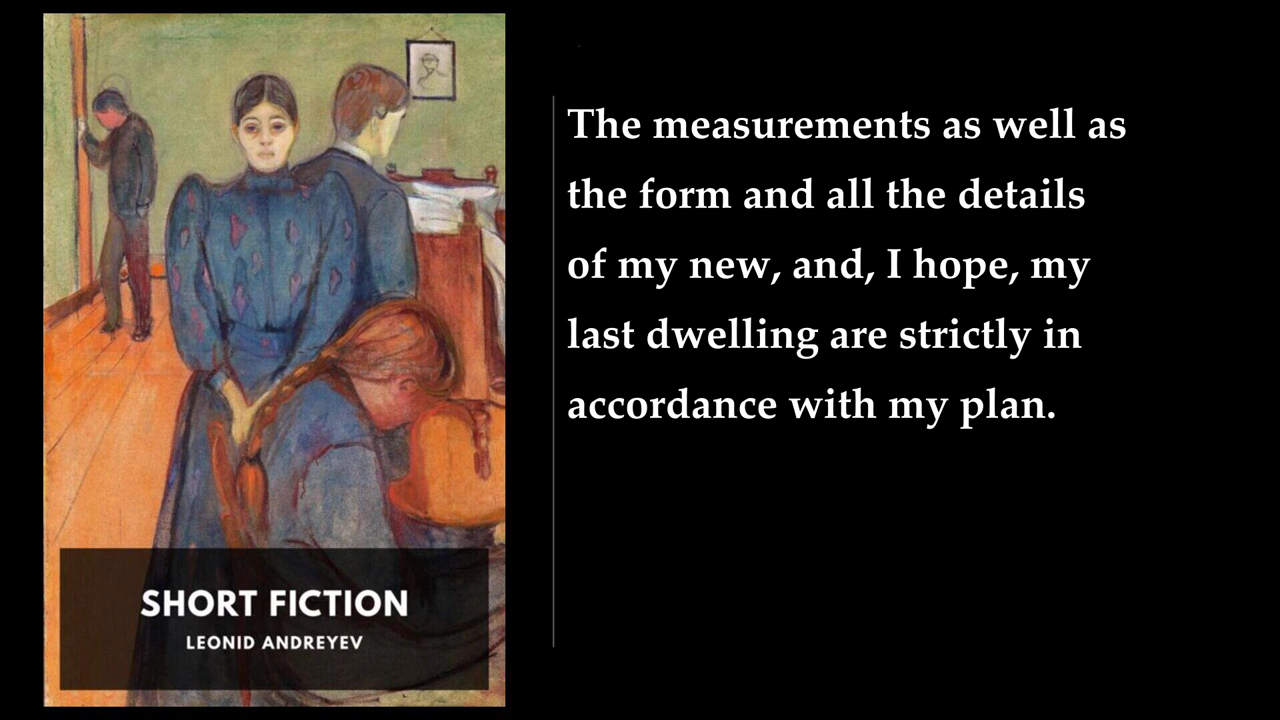 SHORT FICTION
LEONID ANDREYEV
The measurements as well as
the form and all the details
of my new, and, I hope, my
last dwelling are strictly in
accordance with my plan.